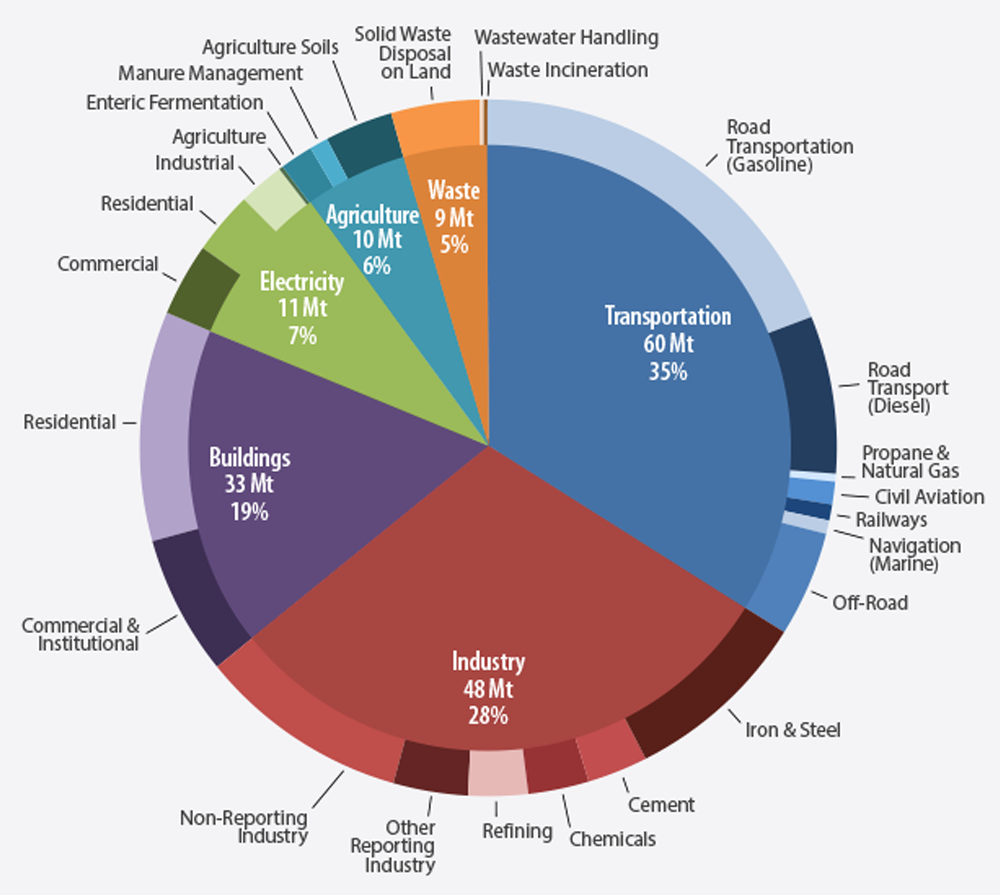 Solid Waste
Disposal
on Land
Wastewater Handling
Waste Incineration
Agriculture Soils
Manure Management
Enteric Fermentation
Agriculture
Industrial
Residential
Commercial
Residential
Commercial &
Institutional
Non-Reporting
Industry
Other
Reporting
Industry
Refining
Chemicals
Cement
Iron & Steel
Off-Road
Navigation
(Marine)
Railways
Civil Aviation
Propane &
Natural Gas
Road
Transport
(Diesel)
Road
Transportation
(Gasoline)
Waste
9 Mt
5%
Agriculture
10 Mt
6%
Electricity
11 Mt
7%
Buildings
33 Mt
19%
Industry
48 Mt
28%
Transportation
60 Mt
35%